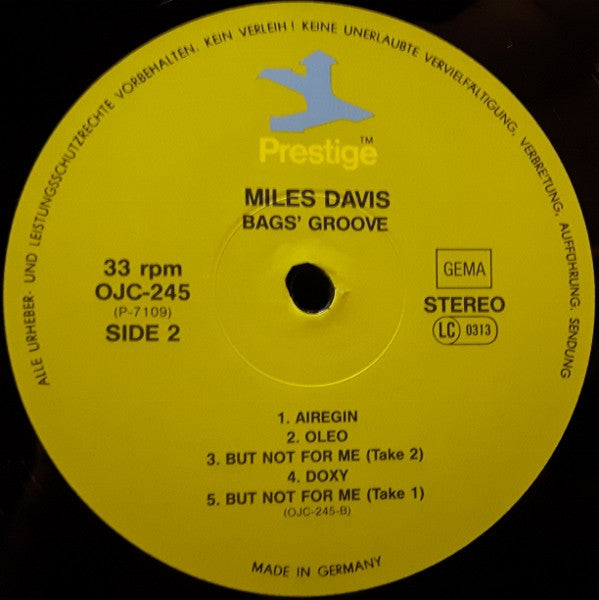 ALLE URHEBER- UND LEISTUNGSSCHUTZRECHTE VORBEHALTEN. KEIN VERLEIH! KEINE UNERLAUBTE VERVIELFÄLTIGUNG, VERBREITUNG, AUFFÜHRUNG, SENDUNG
Prestige™
MILES DAVIS
BAGS' GROOVE
33 rpm
OJC-245
(P-7109)
SIDE 2
GEMA
STEREO
LC 0313
1. AIREGIN
2. OLEO
3. BUT NOT FOR ME (Take 2)
4. DOXY
5. BUT NOT FOR ME (Take 1)
(OJC-245-B)
MADE IN GERMANY